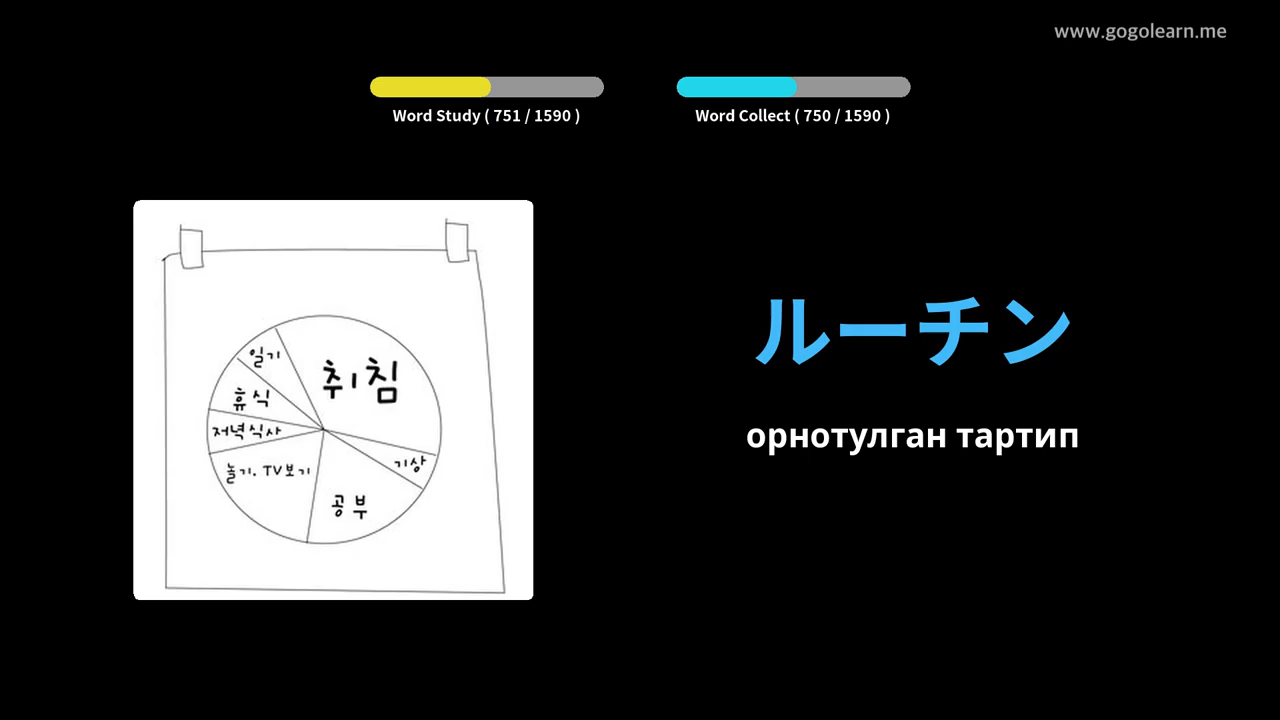 www.gogolearn.me
Word Study ( 751 / 1590 )
Word Collect ( 750 / 1590 )
일기
취침
휴식
저녁식사
놀기. TV보기
기상
공부
ルーチン
орнотулган тартип